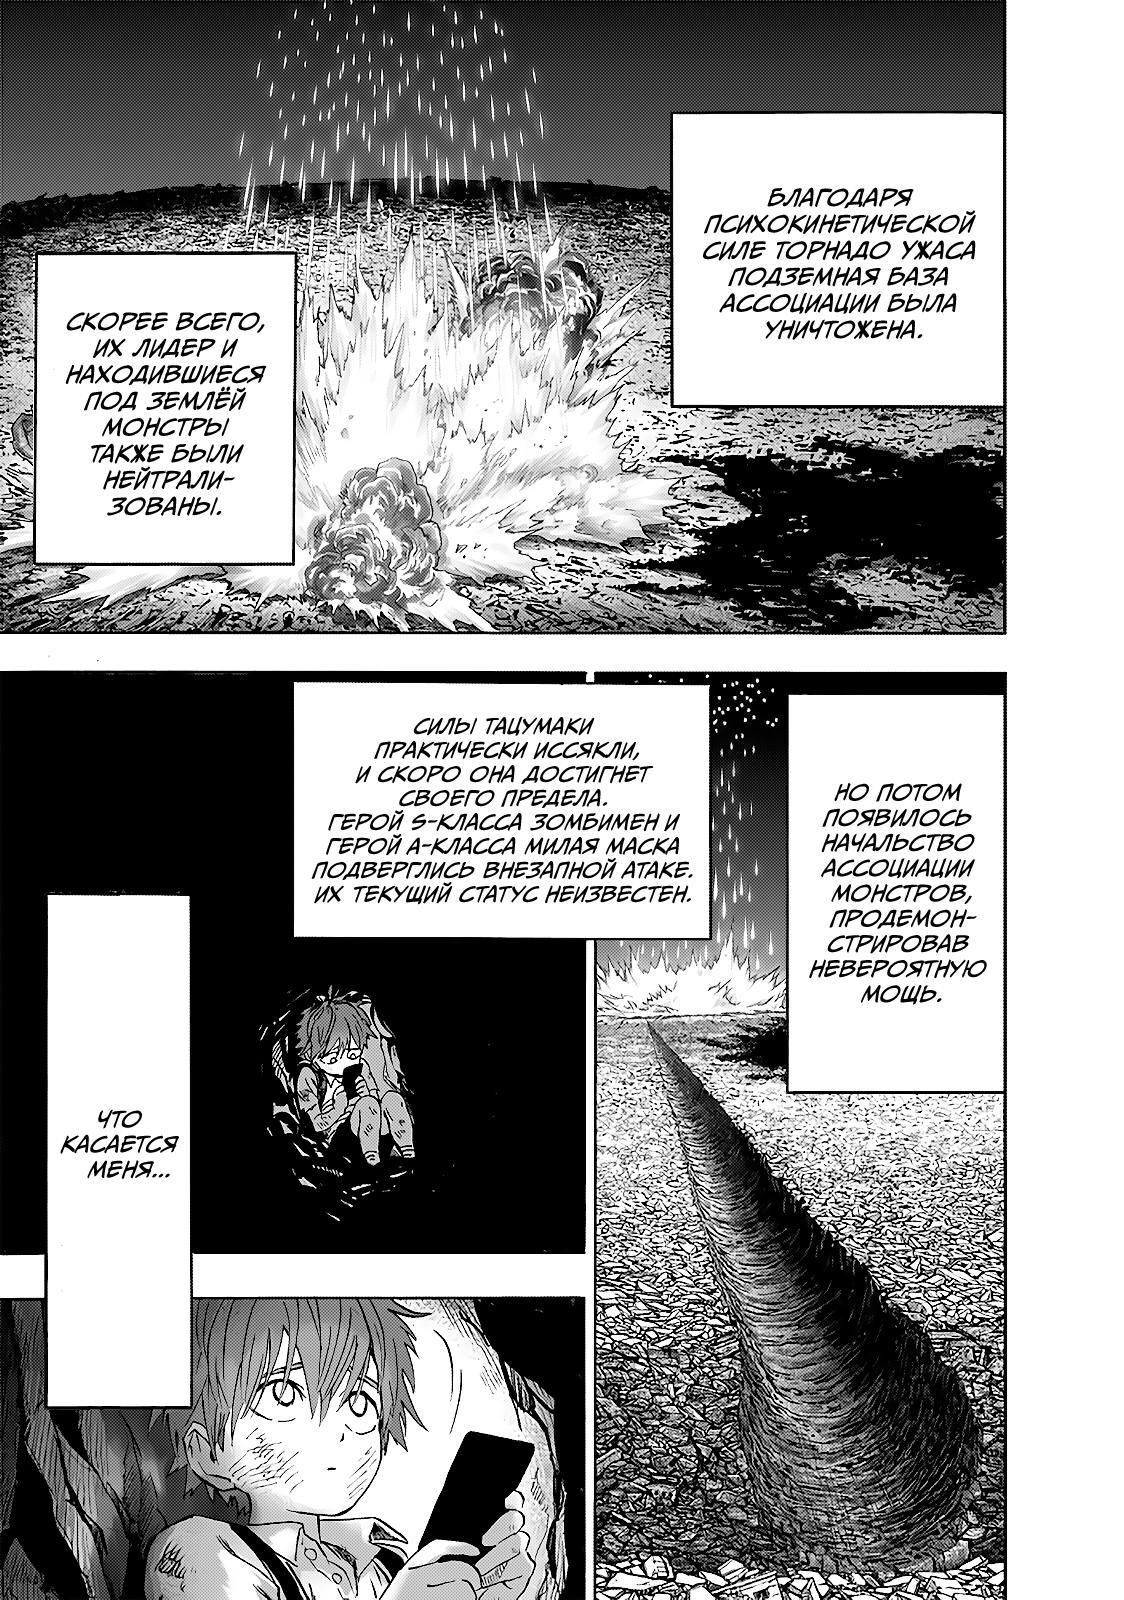 БЛАГОДАРЯ
ПСИХОКИНЕТИЧЕСКОЙ
СИЛЕ ТОРНАДО УЖАСА
ПОДЗЕМНАЯ БАЗА
АССОЦИАЦИИ БЫЛА
УНИЧТОЖЕНА.
СКОРЕЕ ВСЕГО,
ИХ ЛИДЕР И
НАХОДИВШИЕСЯ
ПОД ЗЕМЛЁЙ
МОНСТРЫ
ТАКЖЕ БЫЛИ
НЕЙТРАЛИ-
ЗОВАНЫ.
НО ПОТОМ
ПОЯВИЛОСЬ
НАЧАЛЬСТВО
АССОЦИАЦИИ
МОНСТРОВ,
ПРОДЕМОН-
СТРИРОВАВ
НЕВЕРОЯТНУЮ
МОЩЬ.
СИЛЫ ТАЦУМАКИ
ПРАКТИЧЕСКИ ИССЯКЛИ,
И СКОРО ОНА ДОСТИГНЕТ
СВОЕГО ПРЕДЕЛА.
ГЕРОЙ S-КЛАССА ЗОМБИМЕН И
ГЕРОЙ А-КЛАССА МИЛАЯ МАСКА
ПОДВЕРГЛИСЬ ВНЕЗАПНОЙ АТАКЕ.
ИХ ТЕКУЩИЙ СТАТУС НЕИЗВЕСТЕН.
ЧТО
КАСАЕТСЯ
МЕНЯ...